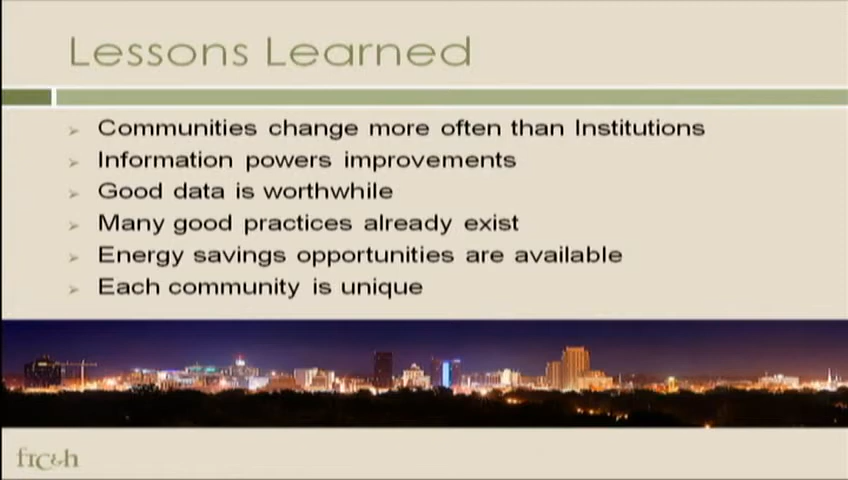 Lessons Learned
Communities change more often than Institutions
Information powers improvements
Good data is worthwhile
Many good practices already exist
Energy savings opportunities are available
Each community is unique
frc&h